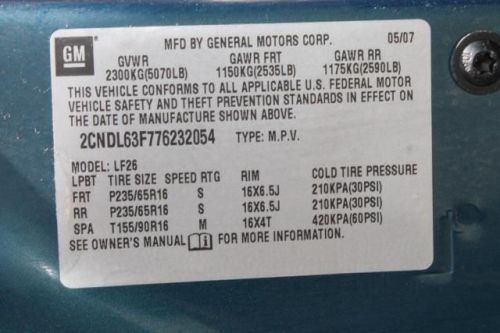 MFD BY GENERAL MOTORS CORP. 05/07
GM
GVWR GAWR FRT GAWR RR
2300KG(5070LB) 1150KG(2535LB) 1175KG(2590LB)
THIS VEHICLE CONFORMS TO ALL APPLICABLE U.S. FEDERAL MOTOR
VEHICLE SAFETY AND THEFT PREVENTION STANDARDS IN EFFECT ON
THE DATE OF MANUFACTURE SHOWN ABOVE.
2CNDL63F776232054 TYPE: M.P.V.
MODEL: LF26
LPBT TIRE SIZE SPEED RTG RIM COLD TIRE PRESSURE
FRT P235/65R16 S 16X6.5J 210KPA(30PSI)
RR P235/65R16 S 16X6.5J 210KPA(30PSI)
SPA T155/90R16 M 16X4T 420KPA(60PSI)
SEE OWNER'S MANUAL i FOR MORE INFORMATION.